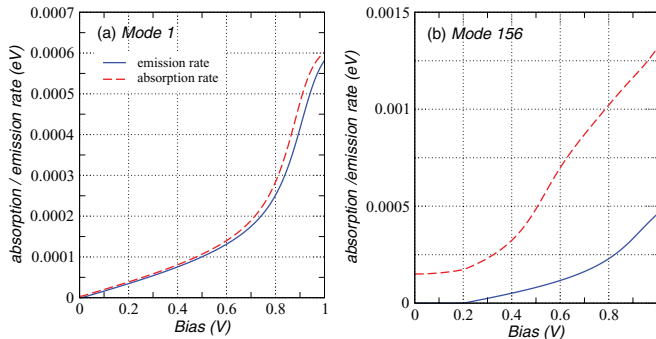 (a) Mode 1
emission rate
absorption rate
absorption / emission rate (eV)
0.0007
0.0006
0.0005
0.0004
0.0003
0.0002
0.0001
0
0 0.2 0.4 0.6 0.8 1
Bias (V)
(b) Mode 156
absorption /emission rate (eV)
0.0015
0.001
0.0005
0
0 0.2 0.4 0.6 0.8
Bias (V)